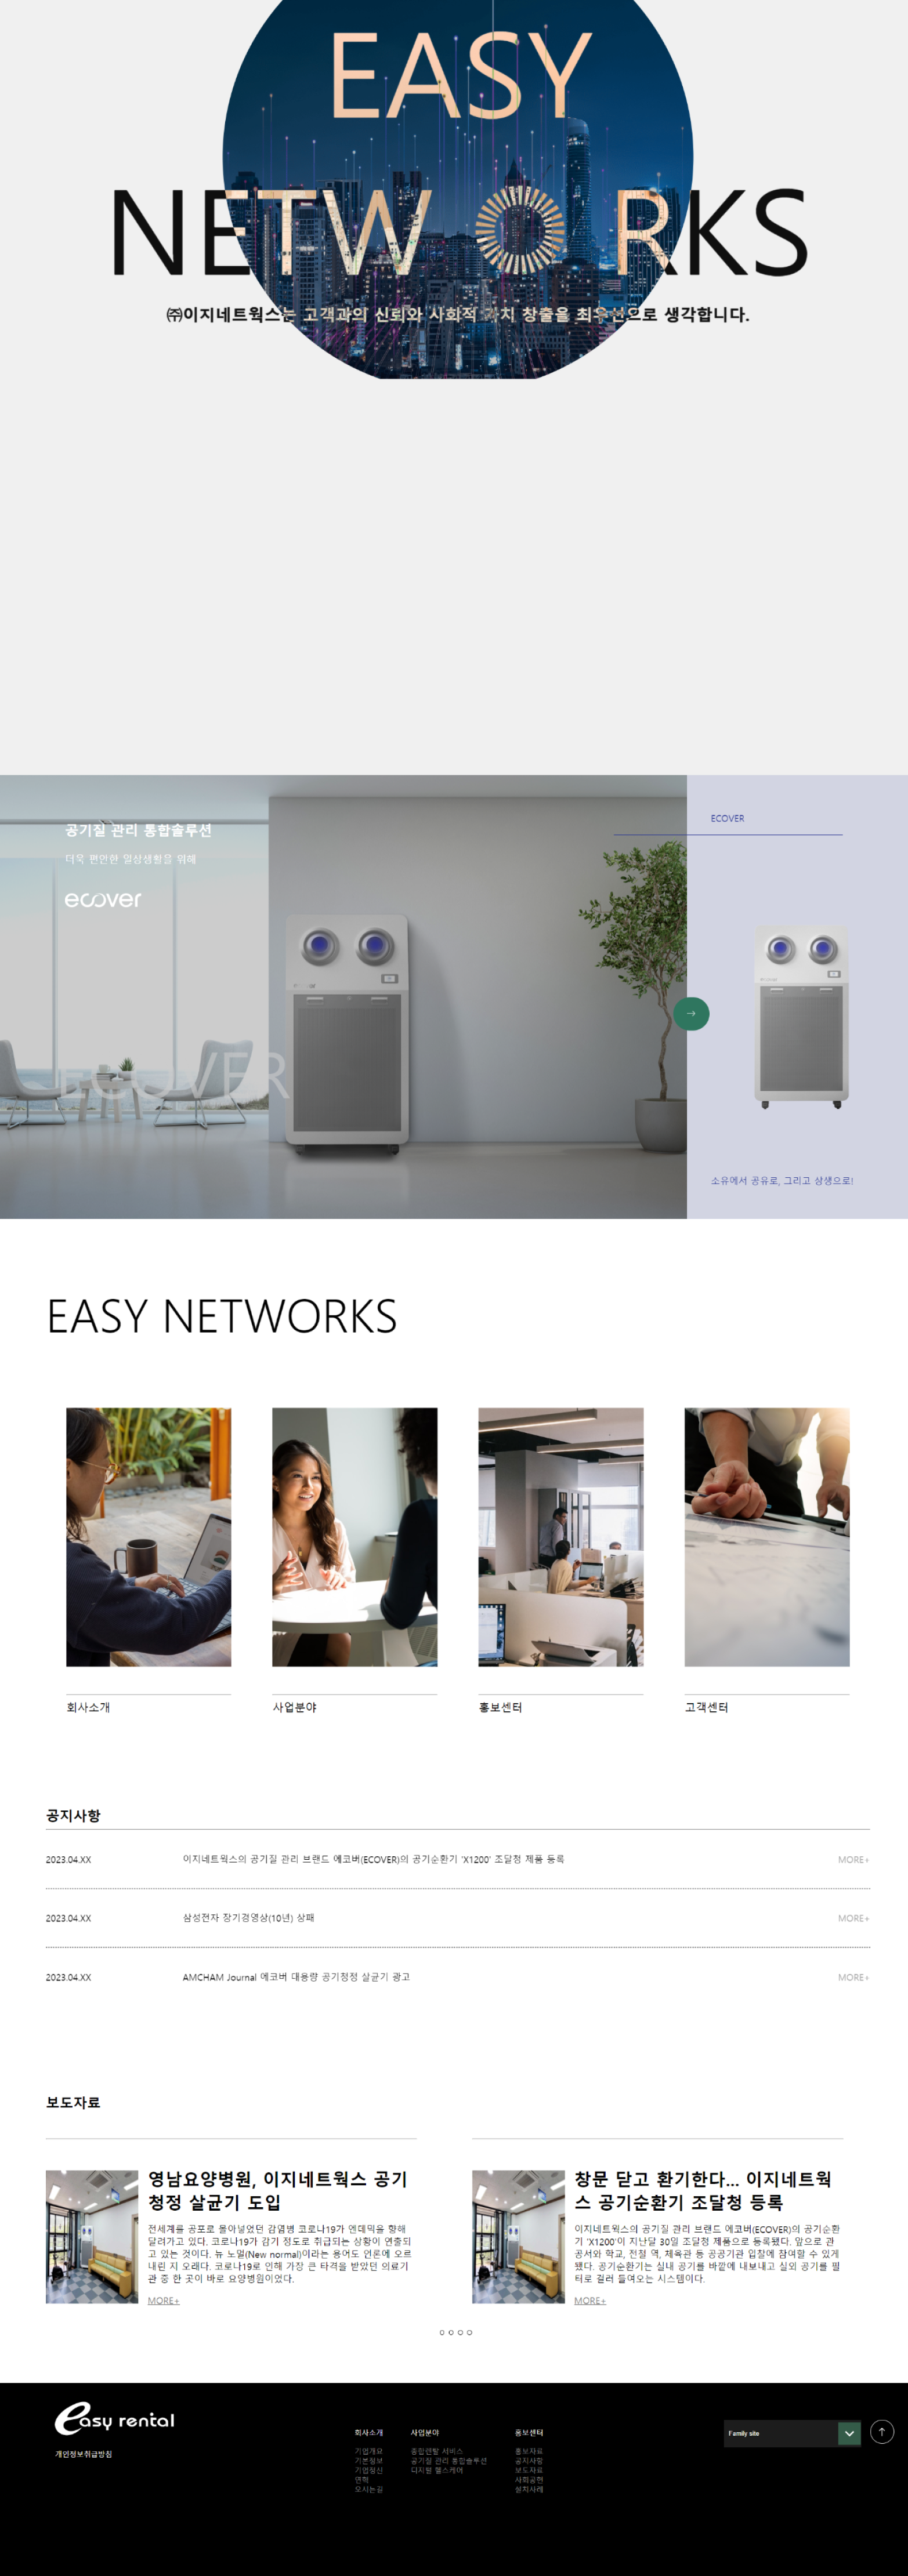 EASY
NETWORKS
㈜이지네트웍스는 고객과의 신뢰와 사회적 가치 창출을 최우선으로 생각합니다.
공기질 관리 통합솔루션
더욱 편안한 일상생활을 위해
ecover
ECOVER
ECOVER
소유에서 공유로, 그리고 상생으로!
EASY NETWORKS
회사소개
사업분야
홍보센터
고객센터
공지사항
2023.04.XX 이지네트웍스의 공기질 관리 브랜드 에코버(ECOVER)의 공기순환기 'X1200' 조달청 제품 등록 MORE+
2023.04.XX 삼성전자 장기경영상(10년) 상패 MORE+
2023.04.XX AMCHAM Journal 에코버 대용량 공기청정 살균기 광고 MORE+
보도자료
영남요양병원, 이지네트웍스 공기
청정 살균기 도입
전세계를 공포로 몰아넣었던 감염병 코로나19가 엔데믹을 향해
달려가고 있다. 코로나19가 감기 정도로 취급되는 상황이 연출되
고 있는 것이다. 뉴 노멀(New normal)이라는 용어도 언론에 오르
내린 지 오래다. 코로나19로 인해 가장 큰 타격을 받았던 의료기
관 중 한 곳이 바로 요양병원이었다.
MORE+
창문 닫고 환기한다... 이지네트웍
스 공기순환기 조달청 등록
이지네트웍스의 공기질 관리 브랜드 에코버(ECOVER)의 공기순환
기 'X1200'이 지난달 30일 조달청 제품으로 등록됐다. 앞으로 관
공서와 학교, 전철 역, 체육관 등 공공기관 입찰에 참여할 수 있게
됐다. 공기순환기는 실내 공기를 바깥에 내보내고 실외 공기를 필
터로 걸러 들여오는 시스템이다.
MORE+
easy rental
개인정보취급방침
회사소개
기업개요
기본정보
기업정신
연혁
오시는길
사업분야
종합렌탈 서비스
공기질 관리 통합솔루션
디지털 헬스케어
홍보센터
홍보자료
공지사항
보도자료
사회공헌
설치사례
Family site